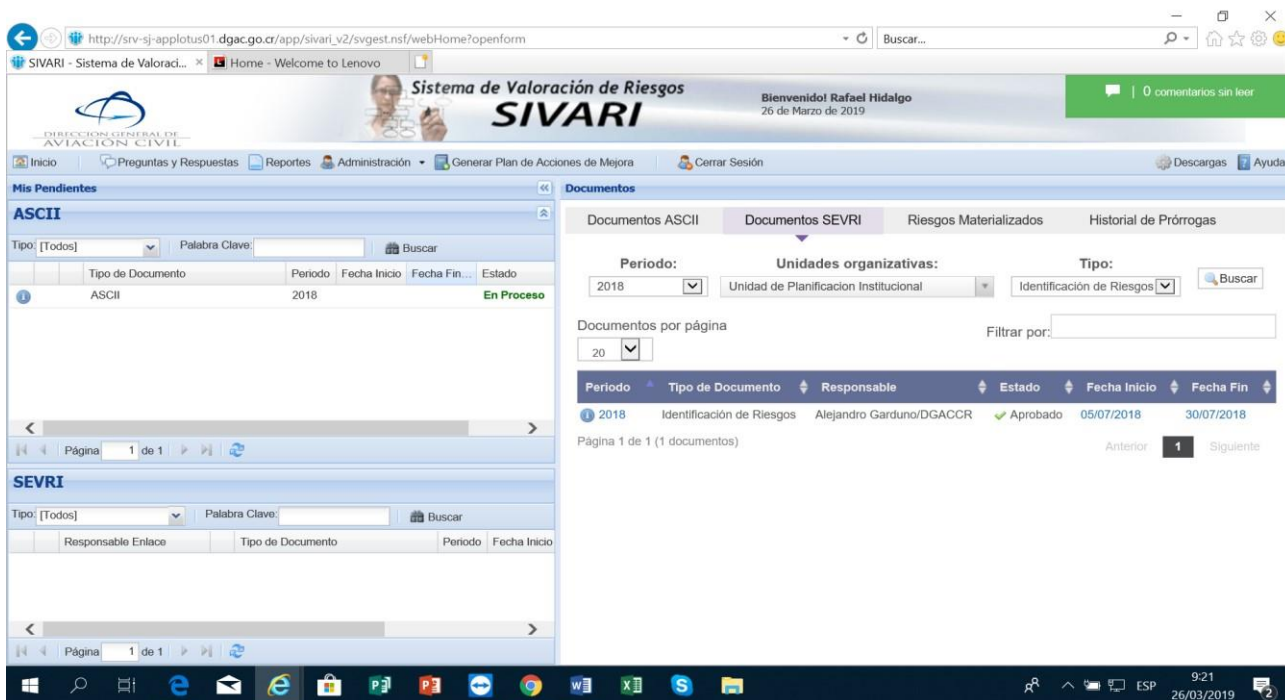 http://srv-sj-applotus01.dgac.go.cr/app/sivari_v2/svgest.nsf/webHome?openform
Buscar...
SIVARI - Sistema de Valoraci...
Home - Welcome to Lenovo
DIRECCION GENERAL DE
AVIACION CIVIL
Sistema de Valoración de Riesgos
SIVARI
Bienvenido! Rafael Hidalgo
26 de Marzo de 2019
| 0 comentarios sin leer
Inicio Preguntas y Respuestas Reportes Administración Generar Plan de Acciones de Mejora Cerrar Sesión Descargas Ayuda
Mis Pendientes
ASCII
Tipo: [Todos] Palabra Clave: Buscar
Tipo de Documento Periodo Fecha Inicio Fecha Fin... Estado
ASCII 2018 En Proceso
Página 1 de 1
SEVRI
Tipo: [Todos] Palabra Clave: Buscar
Responsable Enlace Tipo de Documento Periodo Fecha Inicio
Página 1 de 1
Documentos
Documentos ASCII Documentos SEVRI Riesgos Materializados Historial de Prórrogas
Periodo: Unidades organizativas: Tipo:
2018 Unidad de Planificacion Institucional Identificación de Riesgos Buscar
Documentos por página
20
Filtrar por:
Periodo Tipo de Documento Responsable Estado Fecha Inicio Fecha Fin
2018 Identificación de Riesgos Alejandro Garduno/DGACCR Aprobado 05/07/2018 30/07/2018
Página 1 de 1 (1 documentos)
Anterior 1 Siguiente
ESP
9:21
26/03/2019